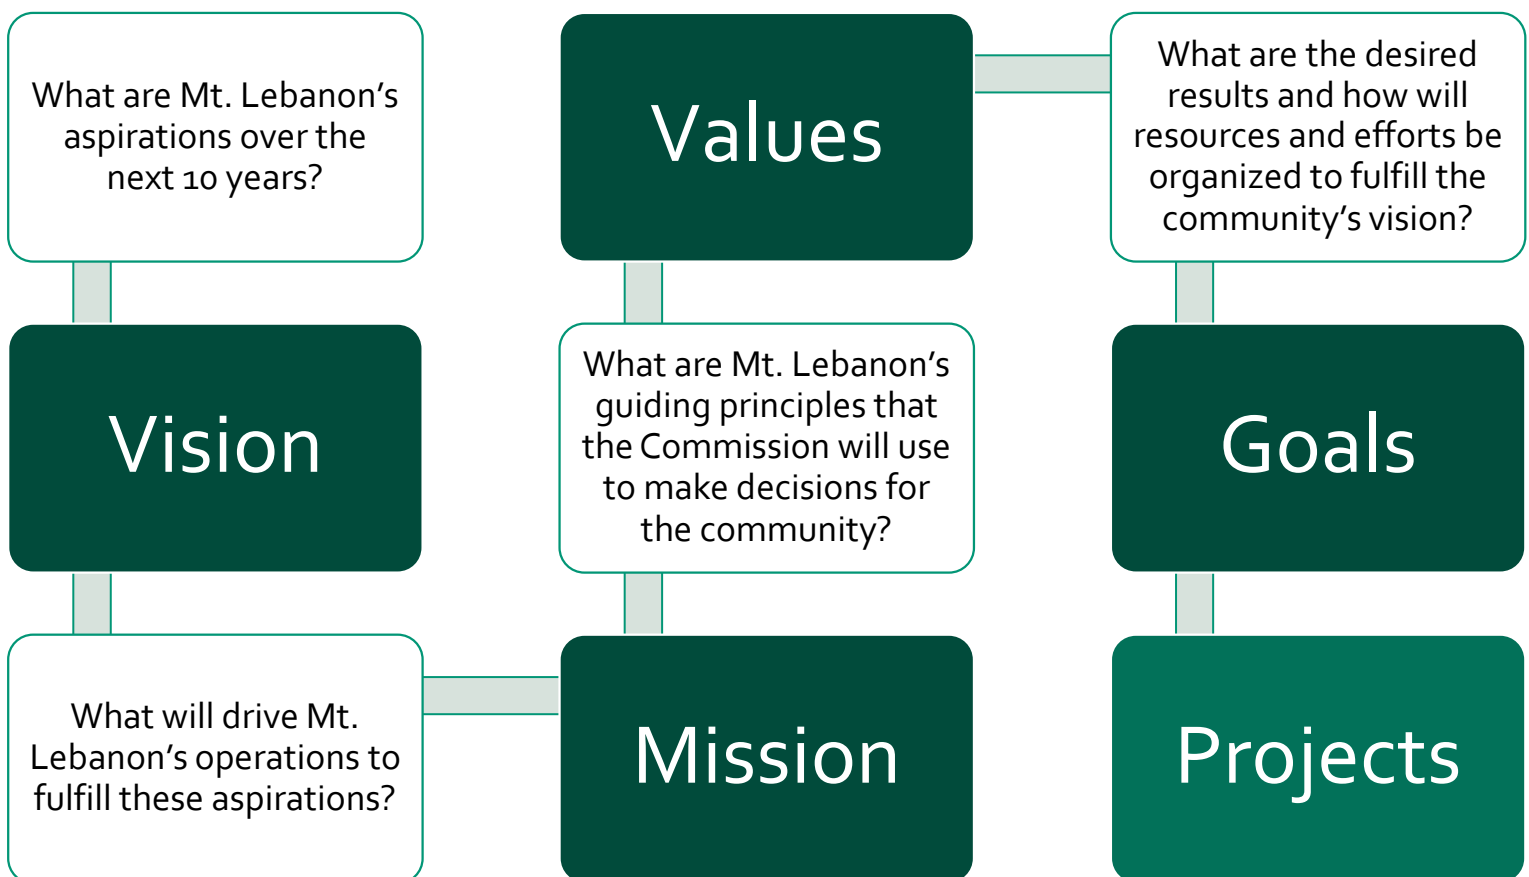 What are Mt. Lebanon’s
aspirations over the
next 10 years?
Vision
What will drive Mt.
Lebanon’s operations to
fulfill these aspirations?
Mission
What are Mt. Lebanon’s
guiding principles that
the Commission will use
to make decisions for
the community?
Values
What are the desired
results and how will
resources and efforts be
organized to fulfill the
community’s vision?
Goals
Projects